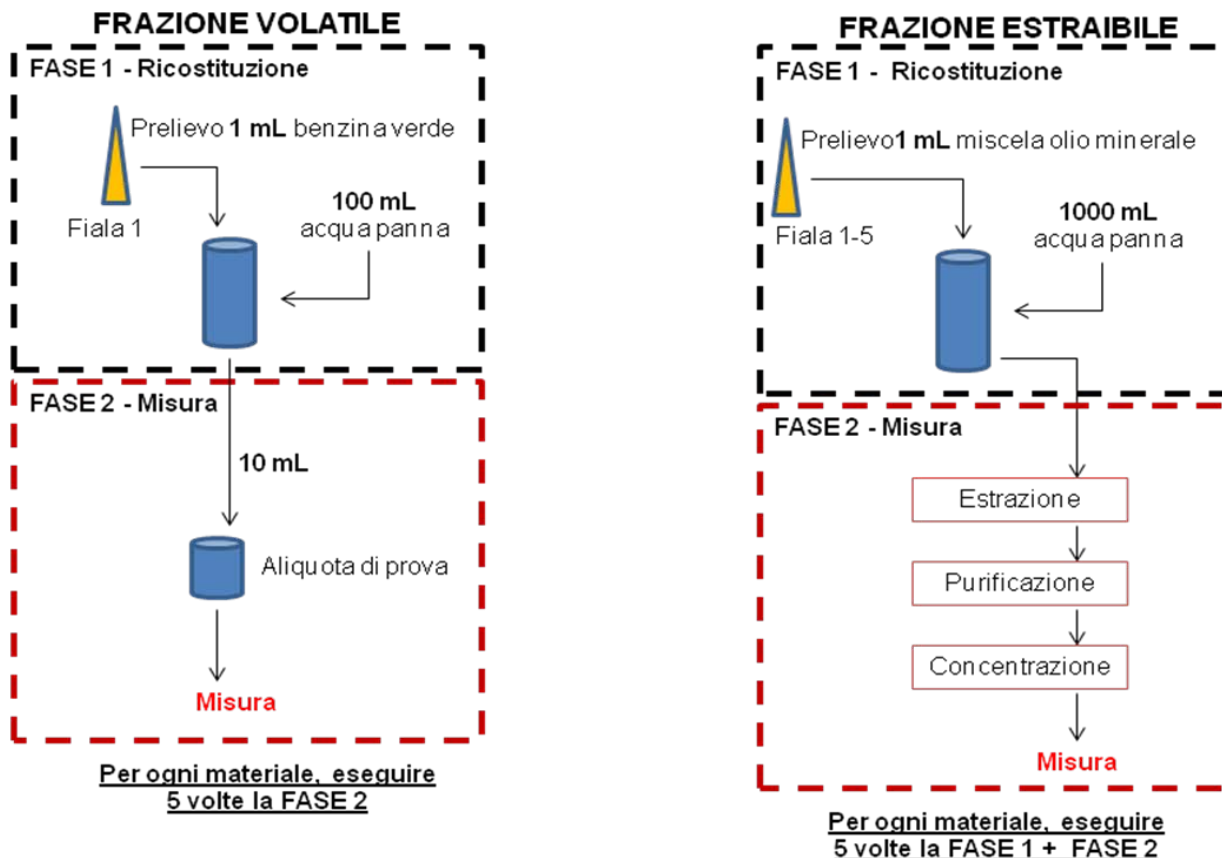 FRAZIONE VOLATILE
FASE 1 - Ricostituzione
Prelievo 1 mL benzina verde
Fiala 1
100 mL
acqua panna
FASE 2 - Misura
10 mL
Aliquota di prova
Misura
Per ogni materiale, eseguire
5 volte la FASE 2
FRAZIONE ESTRAIBILE
FASE 1 - Ricostituzione
Prelievo 1 mL miscela olio minerale
Fiala 1-5
1000 mL
acqua panna
FASE 2 - Misura
Estrazione
Purificazione
Concentrazione
Misura
Per ogni materiale, eseguire
5 volte la FASE 1 + FASE 2